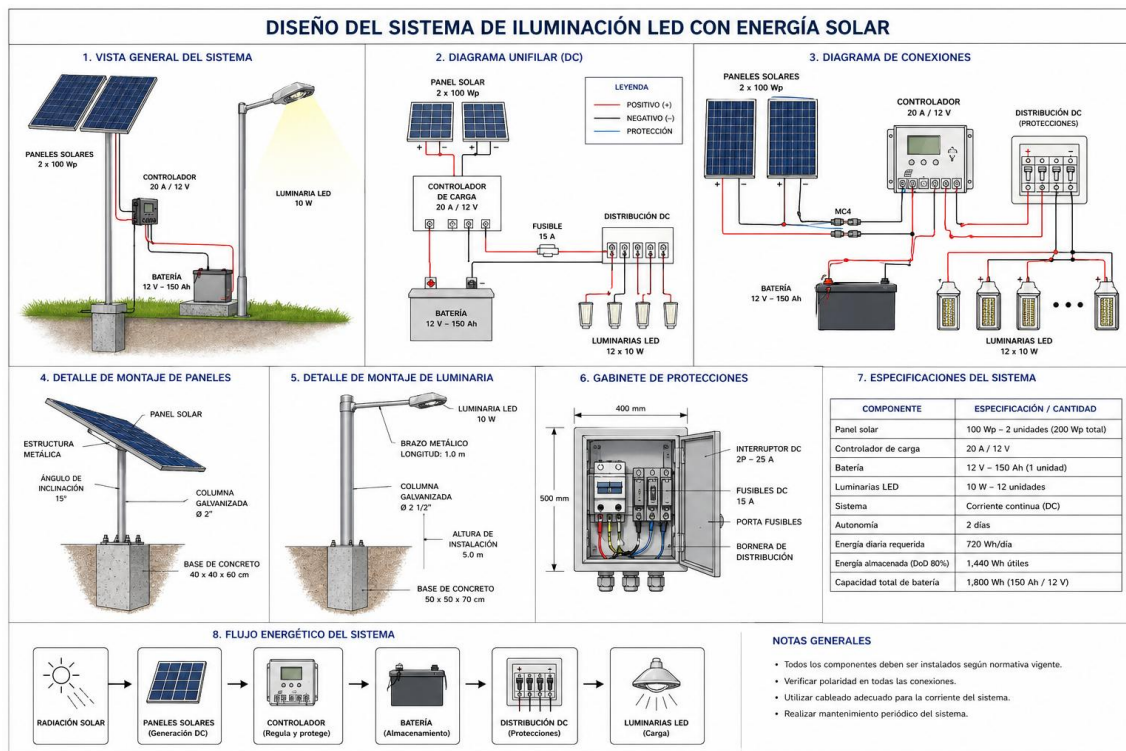 DISEÑO DEL SISTEMA DE ILUMINACIÓN LED CON ENERGÍA SOLAR
1. VISTA GENERAL DEL SISTEMA
PANELES SOLARES
2 x 100 Wp
CONTROLADOR
20 A / 12 V
LUMINARIA LED
10 W
BATERÍA
12 V – 150 Ah
2. DIAGRAMA UNIFILAR (DC)
PANEL SOLAR
2 x 100 Wp
+ − + −
LEYENDA
POSITIVO (+)
NEGATIVO (−)
PROTECCIÓN
CONTROLADOR
DE CARGA
20 A / 12 V
FUSIBLE
15 A
DISTRIBUCIÓN DC
−
BATERÍA
12 V – 150 Ah
+ −
LUMINARIAS LED
12 x 10 W
3. DIAGRAMA DE CONEXIONES
PANELES SOLARES
2 x 100 Wp
+ − + −
CONTROLADOR
20 A / 12 V
DISTRIBUCIÓN DC
(PROTECCIONES)
+ −
MC4
BATERÍA
12 V – 150 Ah
+ + + +
LUMINARIAS LED
12 x 10 W
4. DETALLE DE MONTAJE DE PANELES
PANEL SOLAR
ESTRUCTURA
METÁLICA
ÁNGULO DE
INCLINACIÓN
15°
COLUMNA
GALVANIZADA
Ø 2"
BASE DE CONCRETO
40 x 40 x 60 cm
5. DETALLE DE MONTAJE DE LUMINARIA
LUMINARIA LED
10 W
BRAZO METÁLICO
LONGITUD: 1.0 m
COLUMNA
GALVANIZADA
Ø 2 1/2"
ALTURA DE
INSTALACIÓN
5.0 m
BASE DE CONCRETO
50 x 50 x 70 cm
6. GABINETE DE PROTECCIONES
400 mm
500 mm
INTERRUPTOR DC
2P – 25 A
FUSIBLES DC
15 A
PORTA FUSIBLES
BORNERA DE
DISTRIBUCIÓN
7. ESPECIFICACIONES DEL SISTEMA
COMPONENTE ESPECIFICACIÓN / CANTIDAD
Panel solar 100 Wp – 2 unidades (200 Wp total)
Controlador de carga 20 A / 12 V
Batería 12 V – 150 Ah (1 unidad)
Luminarias LED 10 W – 12 unidades
Sistema Corriente continua (DC)
Autonomía 2 días
Energía diaria requerida 720 Wh/día
Energía almacenada (DoD 80%) 1,440 Wh útiles
Capacidad total de batería 1,800 Wh (150 Ah / 12 V)
8. FLUJO ENERGÉTICO DEL SISTEMA
RADIACIÓN SOLAR
PANELES SOLARES
(Generación DC)
CONTROLADOR
(Regula y protege)
BATERÍA
(Almacenamiento)
+ −
DISTRIBUCIÓN DC
(Protecciones)
LUMINARIAS LED
(Carga)
NOTAS GENERALES
• Todos los componentes deben ser instalados según normativa vigente.
• Verificar polaridad en todas las conexiones.
• Utilizar cableado adecuado para la corriente del sistema.
• Realizar mantenimiento periódico del sistema.